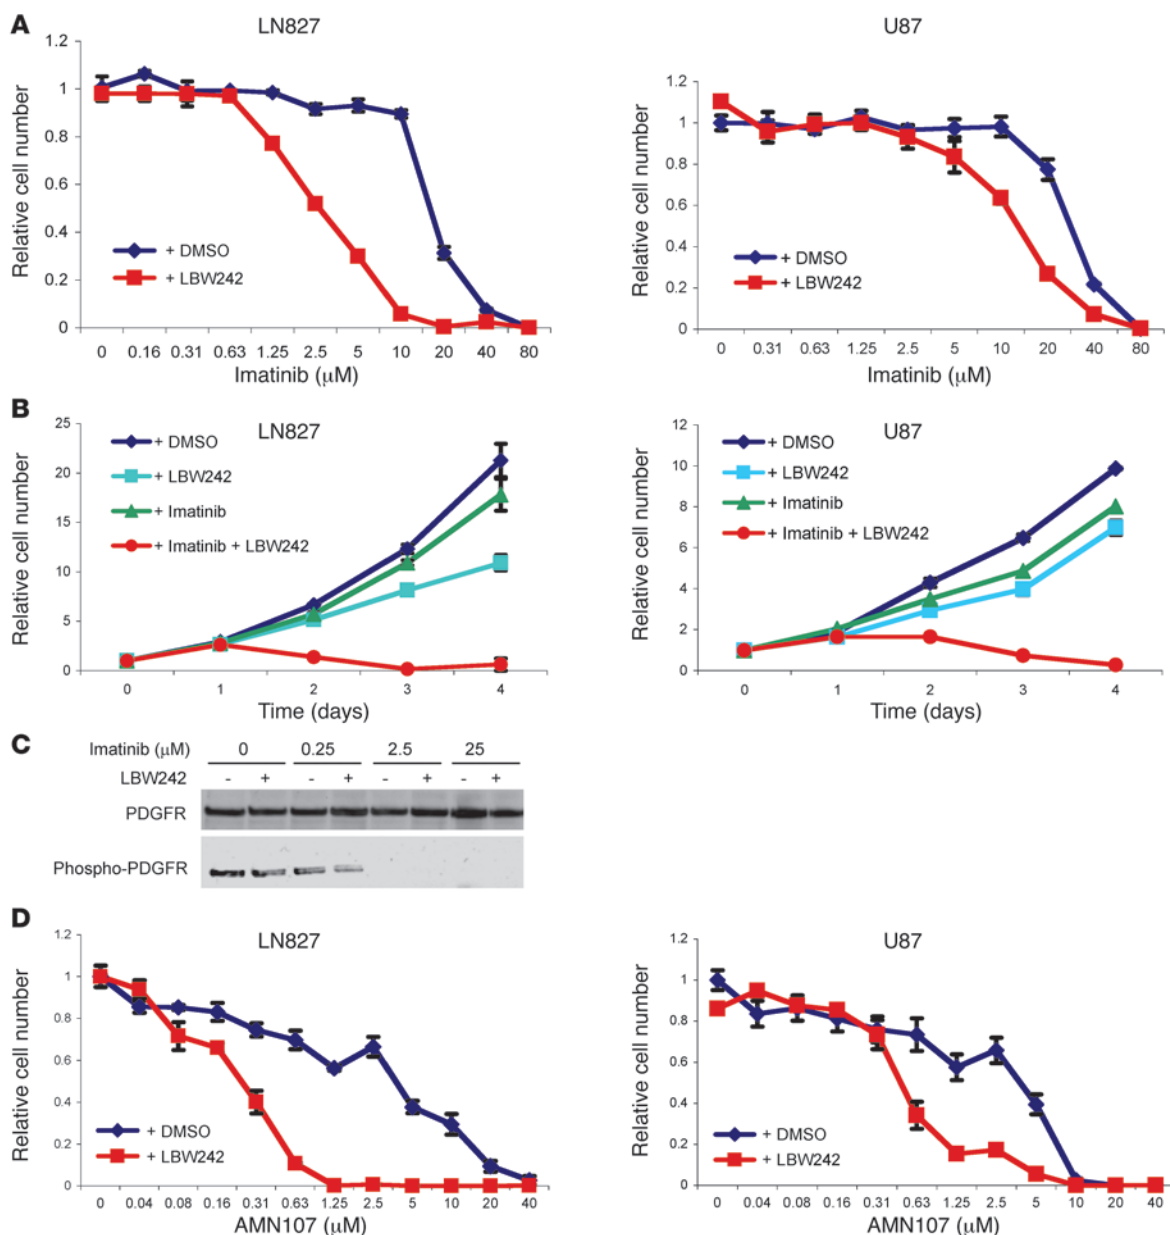 A
LN827
U87
Relative cell number
1.2
1
0.8
0.6
0.4
0.2
0
+ DMSO
+ LBW242
0 0.16 0.31 0.63 1.25 2.5 5 10 20 40 80
Imatinib (μM)
Relative cell number
1.2
1.0
0.8
0.6
0.4
0.2
0
+ DMSO
+ LBW242
0 0.31 0.63 1.25 2.5 5 10 20 40 80
Imatinib (μM)
B
LN827
U87
Relative cell number
25
20
15
10
5
0
+ DMSO
+ LBW242
+ Imatinib
+ Imatinib + LBW242
0 1 2 3 4
Time (days)
Relative cell number
12
10
8
6
4
2
0
+ DMSO
+ LBW242
+ Imatinib
+ Imatinib + LBW242
0 1 2 3 4
Time (days)
C
Imatinib (μM) 0 0.25 2.5 25
LBW242 - + - + - + - +
PDGFR
Phospho-PDGFR
D
LN827
U87
Relative cell number
1.2
1
0.8
0.6
0.4
0.2
0
+ DMSO
+ LBW242
0 0.04 0.08 0.16 0.31 0.63 1.25 2.5 5 10 20 40
AMN107 (μM)
Relative cell number
1.2
1.0
0.8
0.6
0.4
0.2
0
+ DMSO
+ LBW242
0 0.04 0.08 0.16 0.31 0.63 1.25 2.5 5 10 20 40
AMN107 (μM)